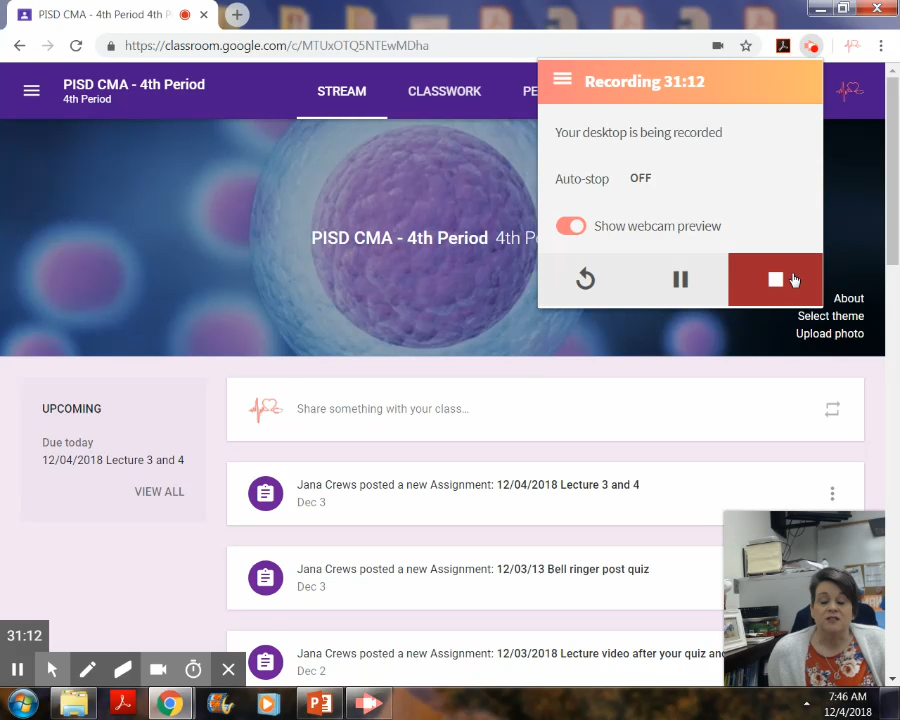 PISD CMA - 4th Period 4th P
https://classroom.google.com/c/MTUxOTQ5NTEwMDha
PISD CMA - 4th Period
4th Period
STREAM
CLASSWORK
PE
Recording 31:12
Your desktop is being recorded
Auto-stop OFF
Show webcam preview
PISD CMA - 4th Period 4th P
About
Select theme
Upload photo
UPCOMING
Due today
12/04/2018 Lecture 3 and 4
VIEW ALL
Share something with your class...
Jana Crews posted a new Assignment: 12/04/2018 Lecture 3 and 4
Dec 3
Jana Crews posted a new Assignment: 12/03/13 Bell ringer post quiz
Dec 3
Jana Crews posted a new Assignment: 12/03/2018 Lecture video after your quiz and
Dec 2
31:12
7:46 AM
12/4/2018